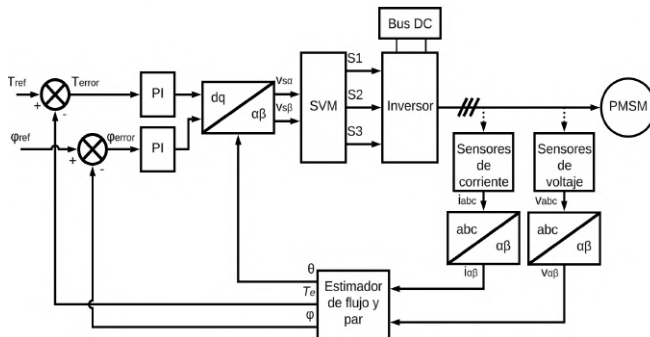 Bus DC
Tref
+
-
Terror
PI
dq
αβ
vsα
vsβ
SVM
S1
S2
S3
Inversor
PMSM
φref
+
-
φerror
PI
Sensores
de
corriente
Sensores
de
voltaje
iabc
vabc
abc
αβ
abc
αβ
iαβ
vαβ
θ
Te
φ
Estimador
de flujo y
par